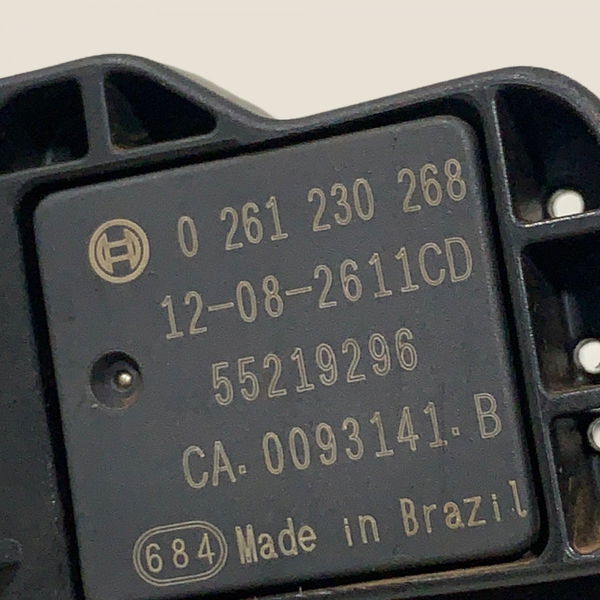 0 261 230 268
12-08-2611CD
55219296
CA.0093141.B
684 Made in Brazil